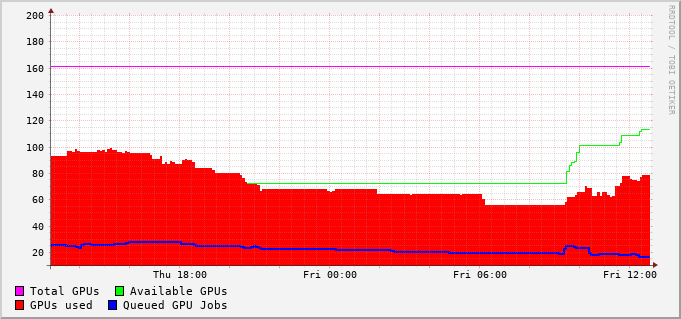 RRDTOOL / TOBI OETIKER
200
180
160
140
120
100
80
60
40
20
Thu 18:00 Fri 00:00 Fri 06:00 Fri 12:00
Total GPUs Available GPUs
GPUs used Queued GPU Jobs